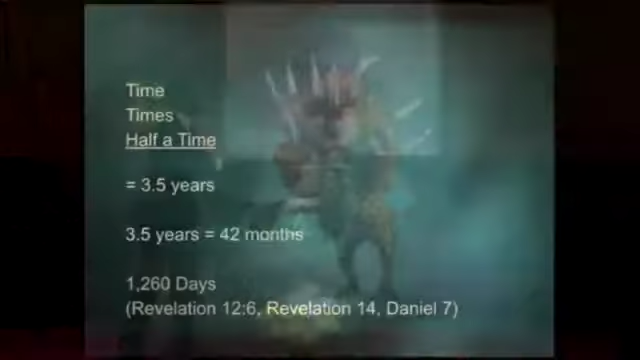 Time
Times
Half a Time
= 3.5 years
3.5 years = 42 months
1,260 Days
(Revelation 12:6, Revelation 14, Daniel 7)